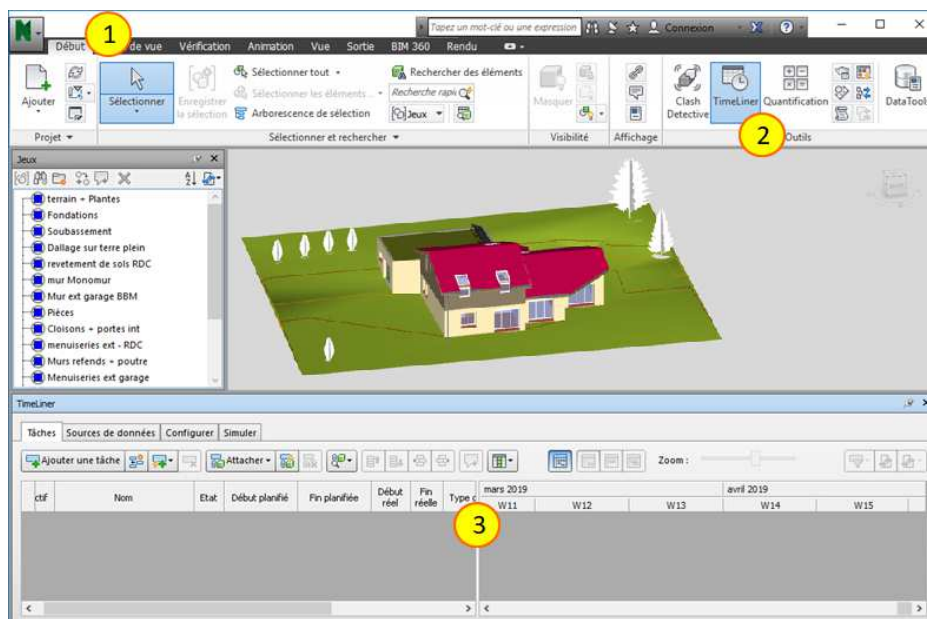 N
Tapez un mot-clé ou une expression
Connexion
1
Début
de vue
Vérification
Animation
Vue
Sortie
BIM 360
Rendu
Ajouter
Sélectionner
Enregistrer
la sélection
Sélectionner tout
Sélectionner les éléments...
Arborescence de sélection
Rechercher des éléments
Recherche rapi
Jeux
Masquer
Clash
Detective
TimeLiner
Quantification
DataTools
Projet
Sélectionner et rechercher
Visibilité
Affichage
2
Outils
Jeux
terrain + Plantes
Fondations
Soubassement
Dallage sur terre plein
revetement de sols RDC
mur Monomur
Mur ext garage BBM
Pièces
Cloisons + portes int
menuiseries ext - RDC
Murs refends + poutre
Menuiseries ext garage
TimeLiner
Tâches
Sources de données
Configurer
Simuler
Ajouter une tâche
Attacher
Zoom :
ctif
Nom
Etat
Début planifié
Fin planifiée
Début
réel
Fin
réelle
Type
mars 2019
avril 2019
W11
W12
W13
W14
W15
3